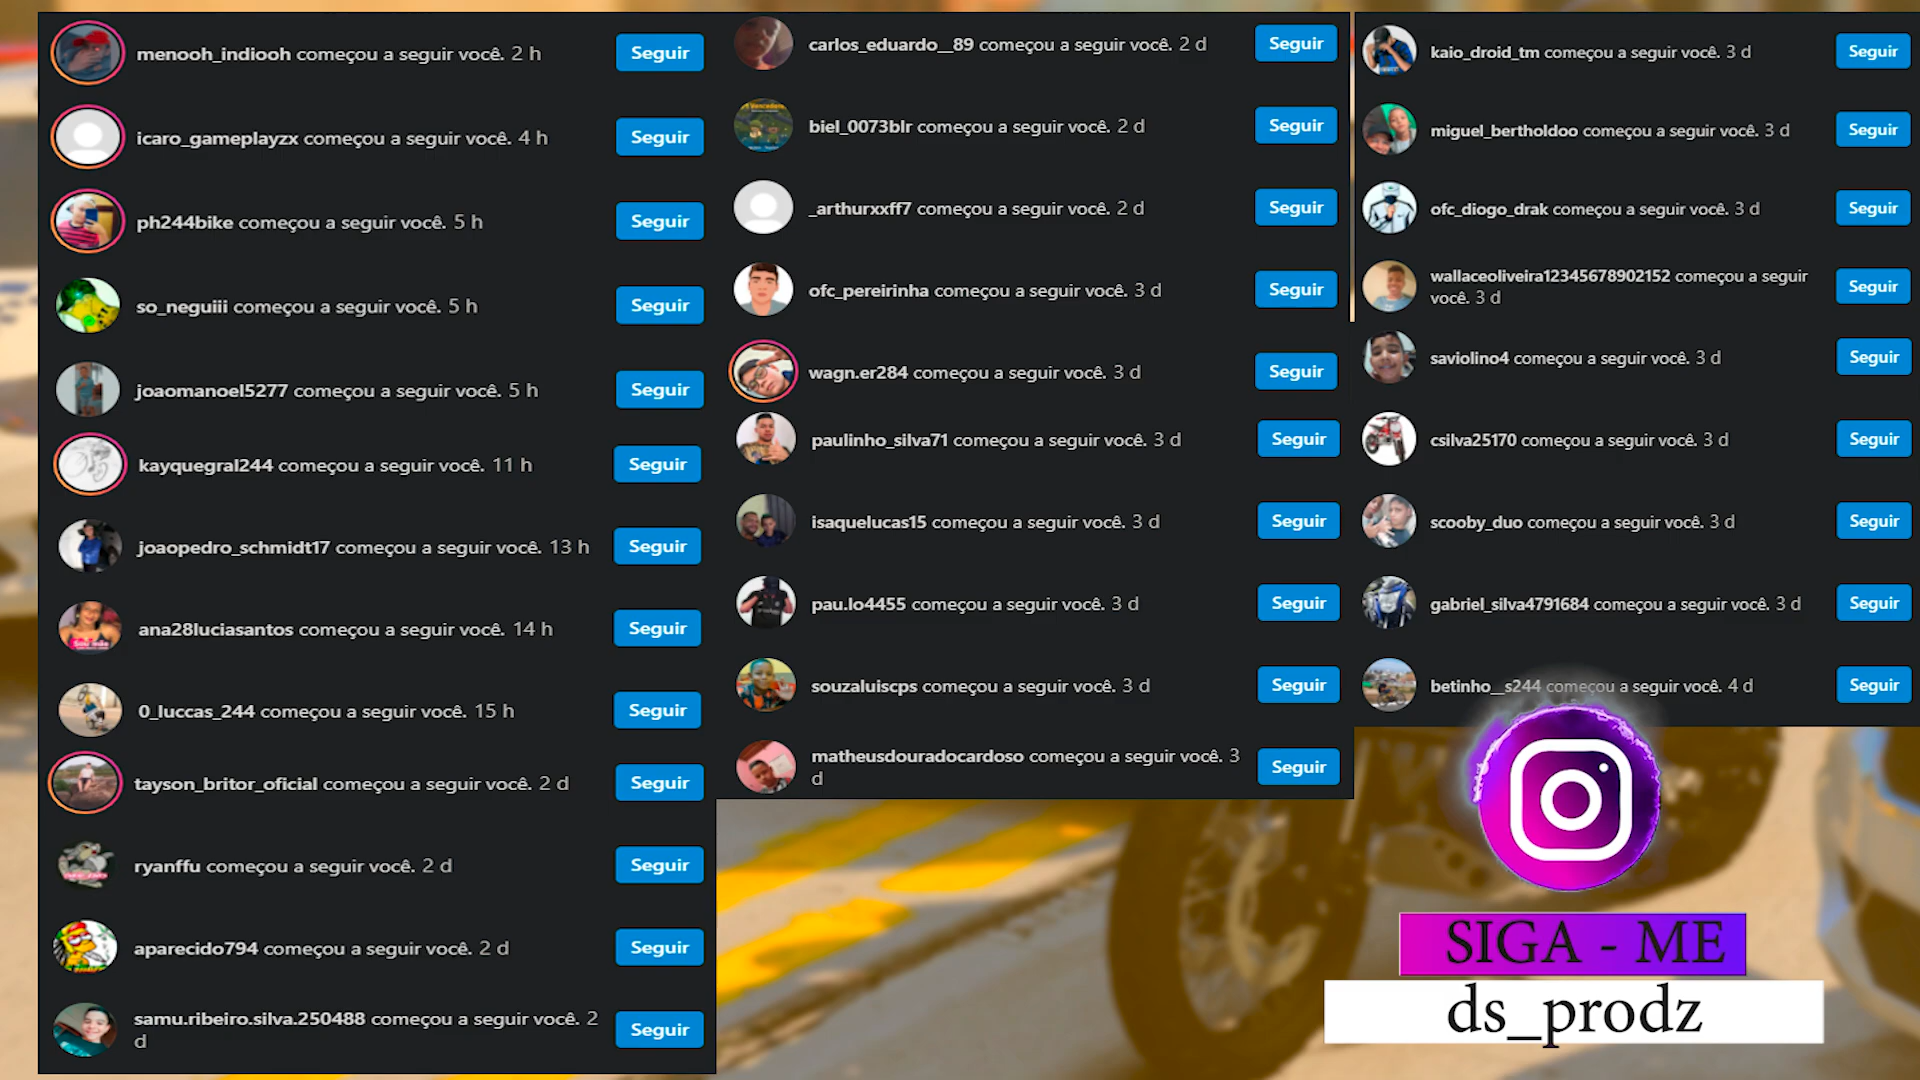 menooh_indiooh começou a seguir você. 2 h
Seguir
icaro_gameplayzx começou a seguir você. 4 h
Seguir
ph244bike começou a seguir você. 5 h
Seguir
so_neguiii começou a seguir você. 5 h
Seguir
joaomanoel5277 começou a seguir você. 5 h
Seguir
kayquegral244 começou a seguir você. 11 h
Seguir
joaopedro_schmidt17 começou a seguir você. 13 h
Seguir
ana28luciasantos começou a seguir você. 14 h
Seguir
0_luccas_244 começou a seguir você. 15 h
Seguir
tayson_britor_oficial começou a seguir você. 2 d
Seguir
ryanffu começou a seguir você. 2 d
Seguir
aparecido794 começou a seguir você. 2 d
Seguir
samu.ribeiro.silva.250488 começou a seguir você. 2
d
Seguir
carlos_eduardo__89 começou a seguir você. 2 d
Seguir
biel_0073blr começou a seguir você. 2 d
Seguir
_arthurxxff7 começou a seguir você. 2 d
Seguir
ofc_pereirinha começou a seguir você. 3 d
Seguir
wagn.er284 começou a seguir você. 3 d
Seguir
paulinho_silva71 começou a seguir você. 3 d
Seguir
isaquelucas15 começou a seguir você. 3 d
Seguir
pau.lo4455 começou a seguir você. 3 d
Seguir
souzaluiscps começou a seguir você. 3 d
Seguir
matheusdouradocardoso começou a seguir você. 3
d
Seguir
kaio_droid_tm começou a seguir você. 3 d
Seguir
miguel_bertholdoo começou a seguir você. 3 d
Seguir
ofc_diogo_drak começou a seguir você. 3 d
Seguir
wallaceoliveira12345678902152 começou a seguir
você. 3 d
Seguir
saviolino4 começou a seguir você. 3 d
Seguir
csilva25170 começou a seguir você. 3 d
Seguir
scooby_duo começou a seguir você. 3 d
Seguir
gabriel_silva4791684 começou a seguir você. 3 d
Seguir
betinho__s244 começou a seguir você. 4 d
Seguir
SIGA - ME
ds_prodz